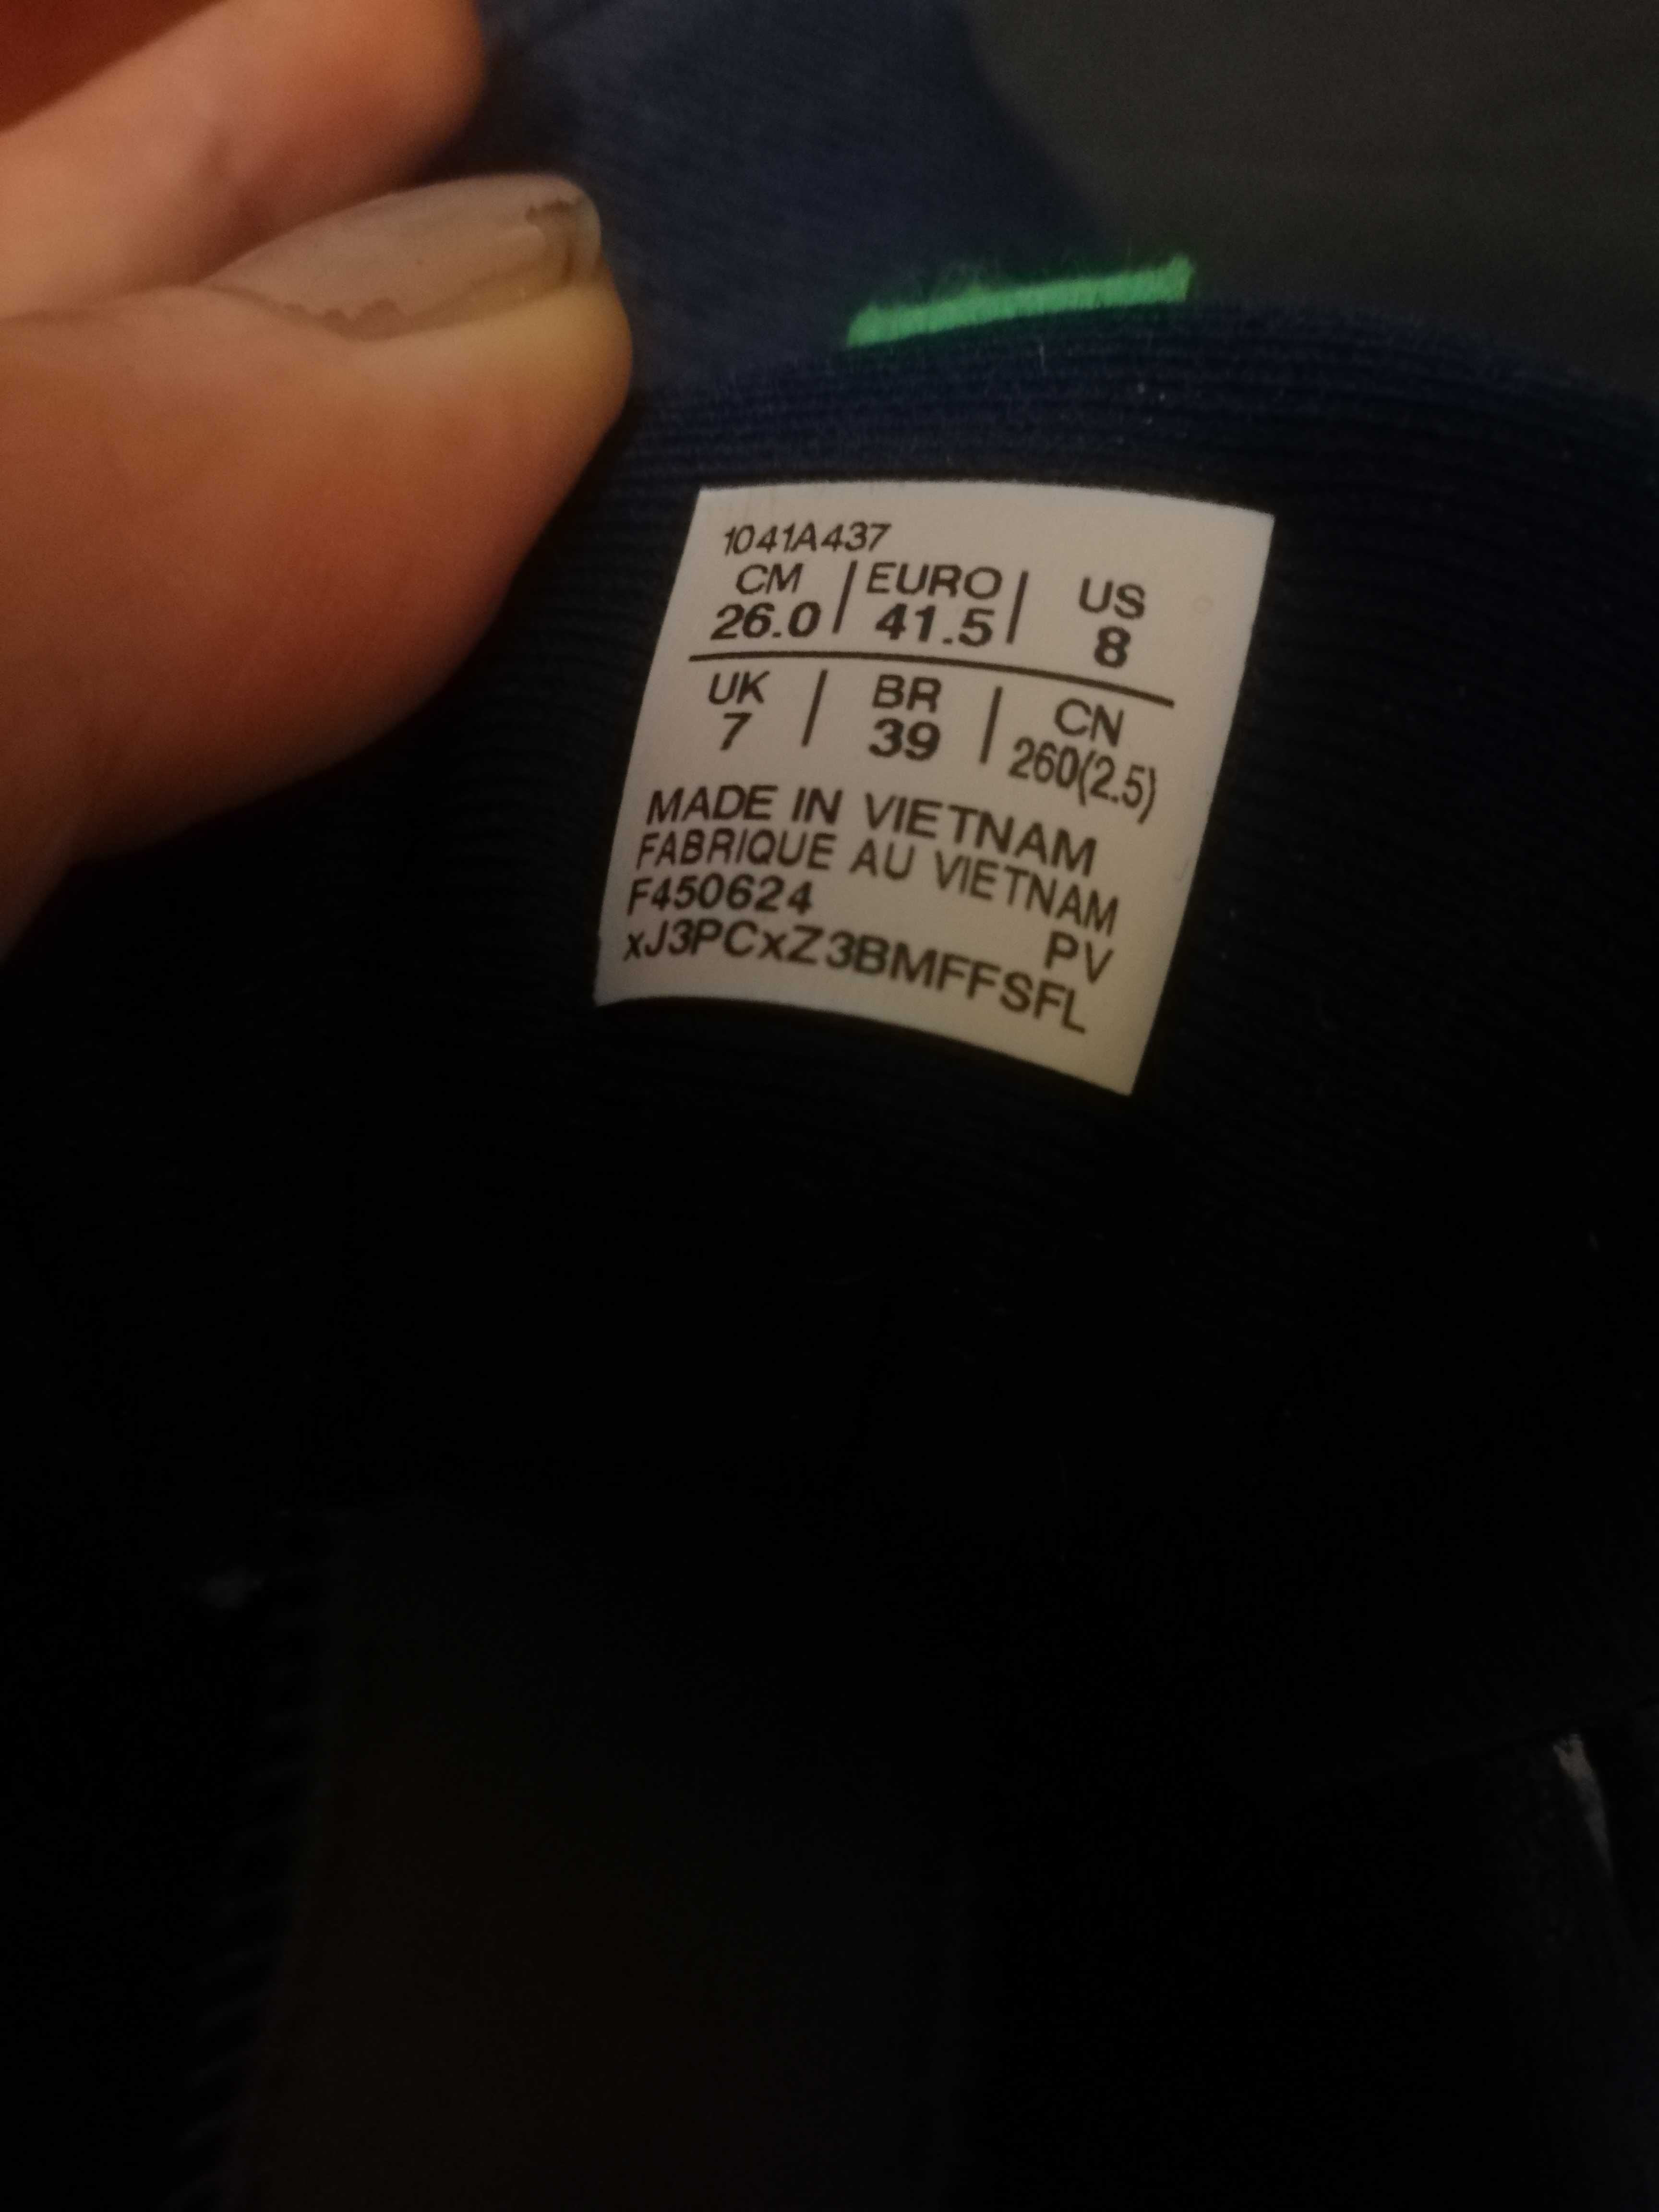 1041A437
CM | EURO | US
26.0 | 41.5 | 8
UK | BR | CN
7 | 39 | 260(2.5)
MADE IN VIETNAM
FABRIQUE AU VIETNAM
F450624 PV
xJ3PCxZ3BMFFSFL